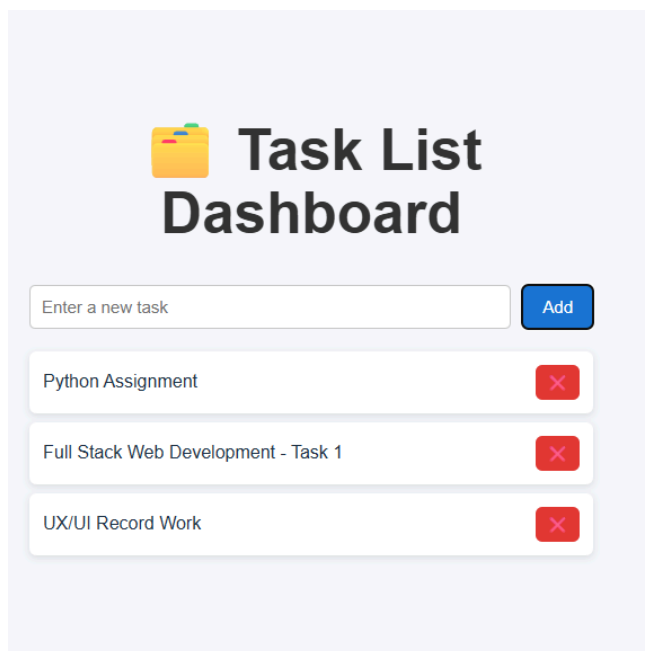 Task List
Dashboard
Enter a new task
Add
Python Assignment
Full Stack Web Development - Task 1
UX/UI Record Work